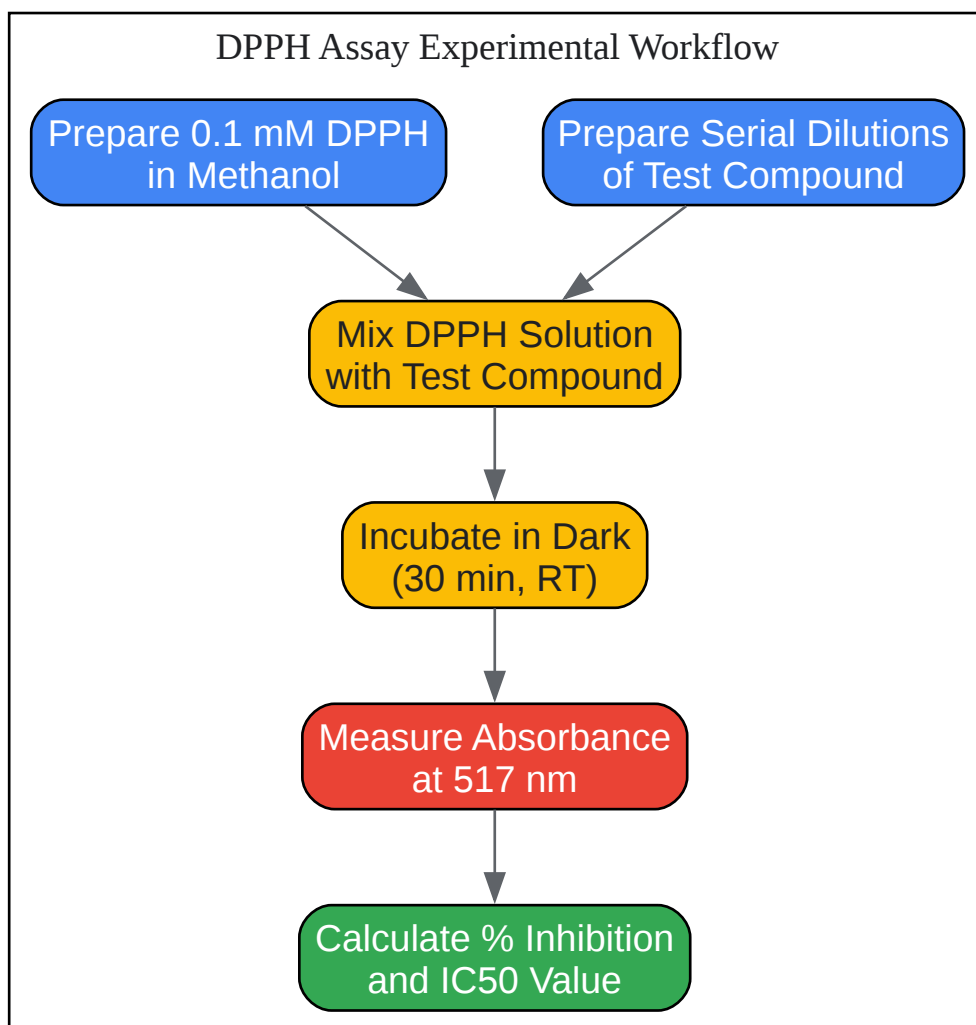 DPPH Assay Experimental Workflow
Prepare 0.1 mM DPPH
in Methanol
Prepare Serial Dilutions
of Test Compound
Mix DPPH Solution
with Test Compound
Incubate in Dark
(30 min, RT)
Measure Absorbance
at 517 nm
Calculate % Inhibition
and IC50 Value